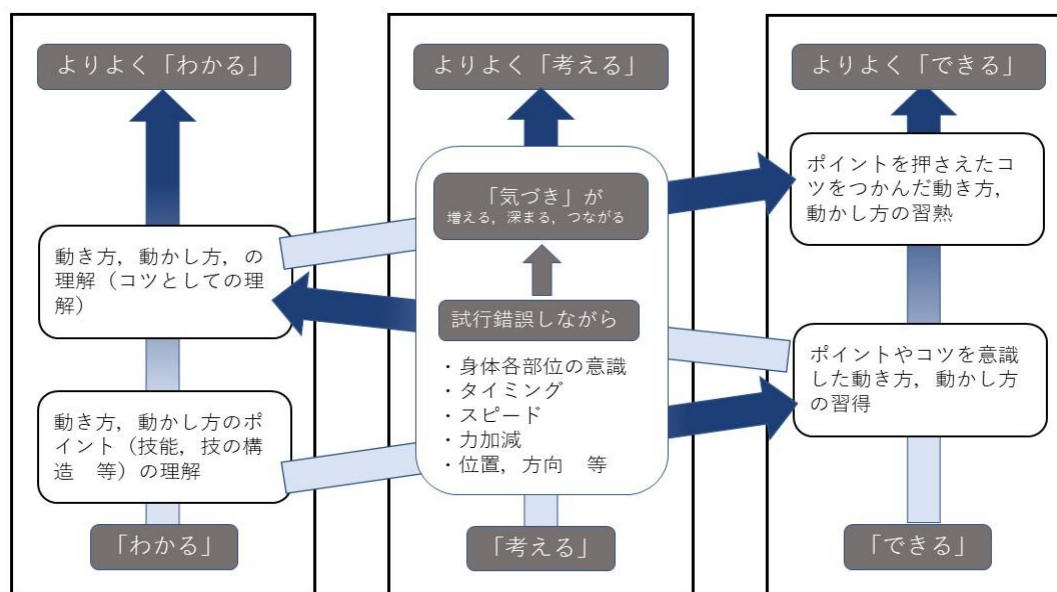 よりよく「わかる」
動き方，動かし方，の
理解（コツとしての理
解）
動き方，動かし方のポ
イント（技能，技の構
造　等）の理解
「わかる」
よりよく「考える」
「気づき」が
増える，深まる，つながる
試行錯誤しながら
・身体各部位の意識
・タイミング
・スピード
・力加減
・位置，方向　等
「考える」
よりよく「できる」
ポイントを押さえたコ
ツをつかんだ動き方，
動かし方の習熟
ポイントやコツを意識
した動き方，動かし方
の習得
「できる」